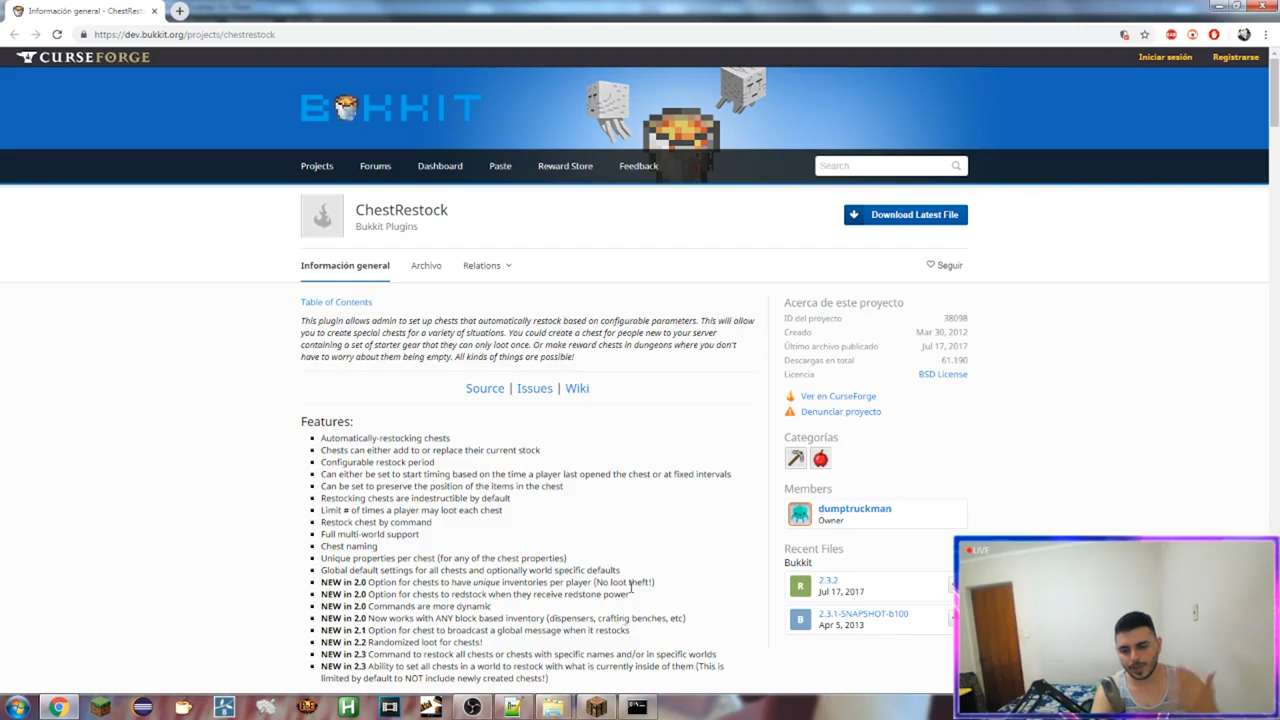 Información general - ChestRest
https://dev.bukkit.org/projects/chestrestock
CURSEFORGE
Iniciar sesión
Registrarse
BUKKIT
Projects
Forums
Dashboard
Paste
Reward Store
Feedback
Search...
ChestRestock
Bukkit Plugins
Download Latest File
Información general
Archivo
Relations
Seguir
Table of Contents
This plugin allows admin to set up chests that automatically restock based on configurable parameters. This will allow
you to create special chests for a variety of situations. You could create a chest for people new to your server
containing a set of starter gear that they can only loot once. Or make reward chests in dungeons where you don't
have to worry about them being empty. All kinds of things are possible!
Source | Issues | Wiki
Features:
Automatically-restocking chests
Chests can either add to or replace their current stock
Configurable restock period
Can either be set to start timing based on the time a player last opened the chest or at fixed intervals
Can be set to preserve the position of the items in the chest
Restocking chests are indestructible by default
Limit # of times a player may loot each chest
Restock chest by command
Full multi-world support
Chest naming
Unique properties per chest (for any of the chest properties)
Global default settings for all chests and optionally world specific defaults
NEW in 2.0 Option for chests to have unique inventories per player (No loot theft!)
NEW in 2.0 Option for chests to redstock when they receive redstone power
NEW in 2.0 Commands are more dynamic
NEW in 2.0 Now works with ANY block based inventory (dispensers, crafting benches, etc)
NEW in 2.1 Option for chest to broadcast a global message when it restocks
NEW in 2.2 Randomized loot for chests!
NEW in 2.3 Command to restock all chests or chests with specific names and/or in specific worlds
NEW in 2.3 Ability to set all chests in a world to restock with what is currently inside of them (This is
limited by default to NOT include newly created chests!)
Acerca de este proyecto
ID del proyecto 38098
Creado Mar 30, 2012
Último archivo publicado Jul 17, 2017
Descargas en total 61.190
Licencia BSD License
Ver en CurseForge
Denunciar proyecto
Categorías
Members
dumptruckman
Owner
Recent Files
Bukkit
R
2.3.2
Jul 17, 2017
B
2.3.1-SNAPSHOT-b100
Apr 5, 2013
LIVE